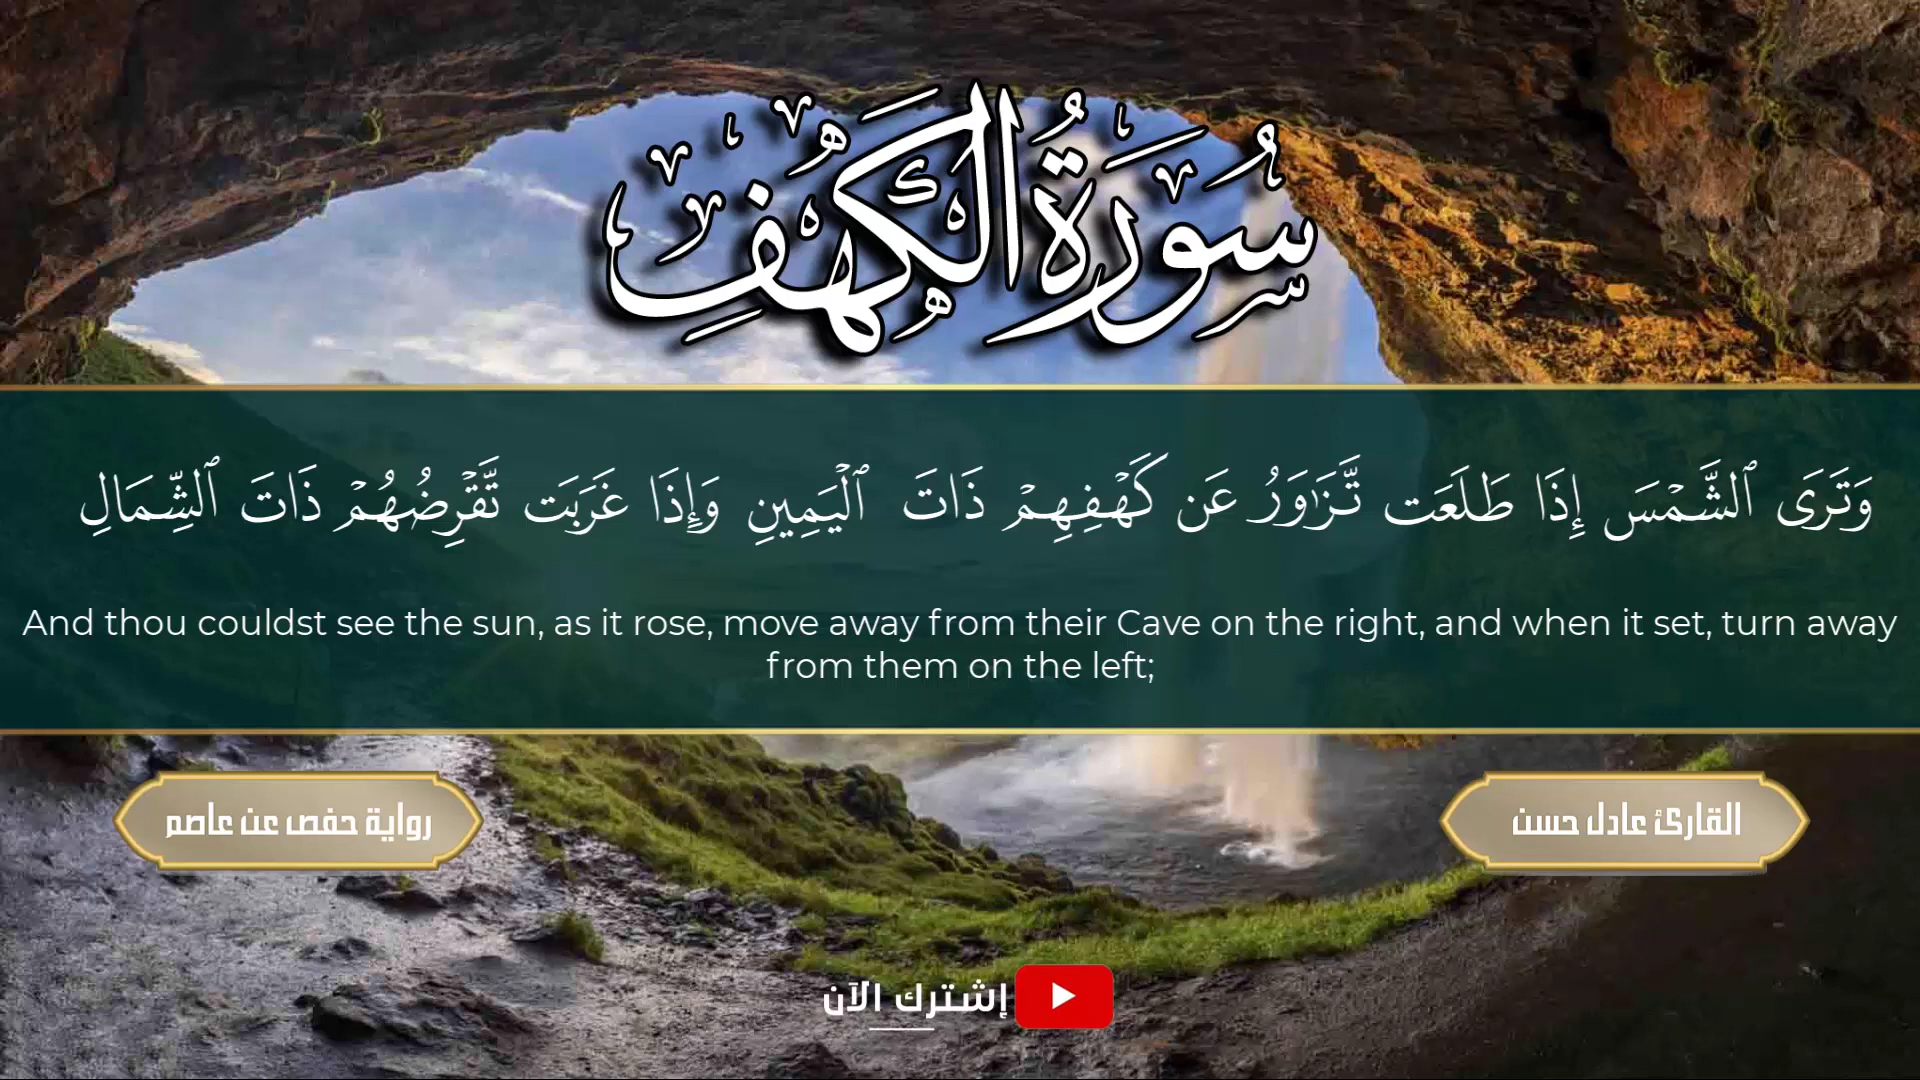 سُورَةُ الْكَهْفِ
وَتَرَى ٱلشَّمْسَ إِذَا طَلَعَت تَّزَٰوَرُ عَن كَهْفِهِمْ ذَاتَ ٱلْيَمِينِ وَإِذَا غَرَبَت تَّقْرِضُهُمْ ذَاتَ ٱلشِّمَالِ
And thou couldst see the sun, as it rose, move away from their Cave on the right, and when it set, turn away
from them on the left;
القارئ عادل حسن
رواية حفص عن عاصم
إشترك الآن